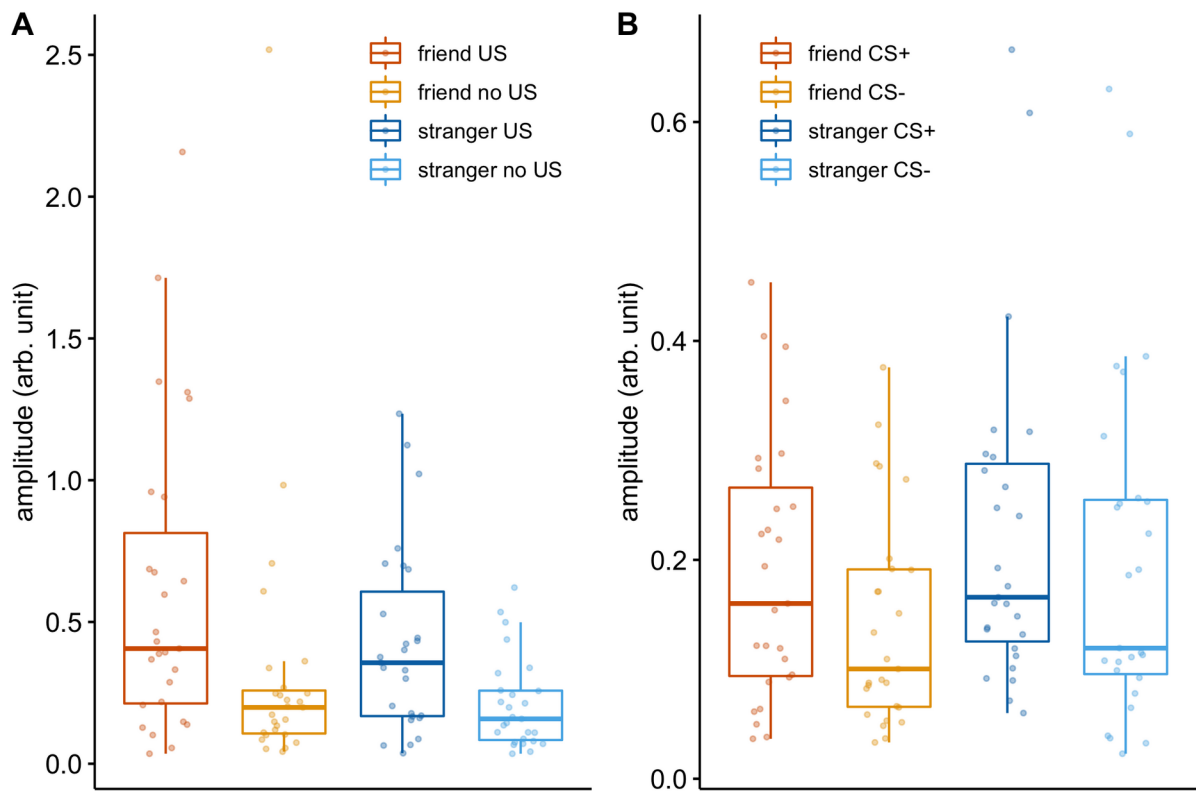 A
amplitude (arb. unit)
2.5
2.0
1.5
1.0
0.5
0.0
friend US
friend no US
stranger US
stranger no US
B
amplitude (arb. unit)
0.6
0.4
0.2
0.0
friend CS+
friend CS-
stranger CS+
stranger CS-